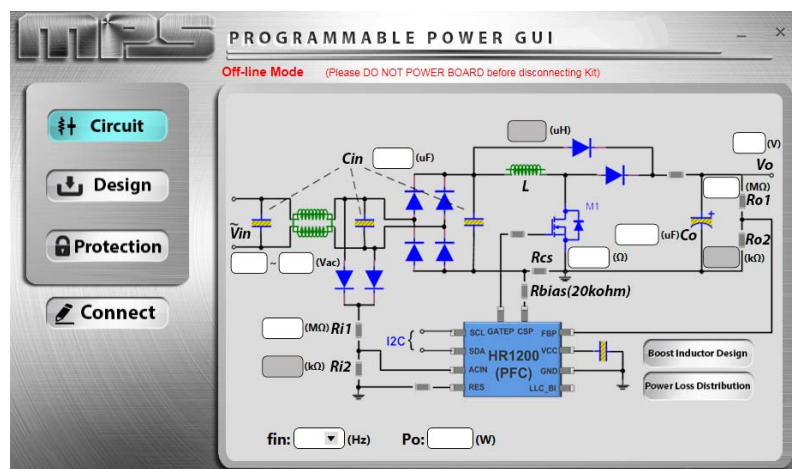 MPS
PROGRAMMABLE POWER GUI
Off-line Mode (Please DO NOT POWER BOARD before disconnecting Kit)
Circuit
Design
Protection
Connect
Cin (uF)
(uH)
L
(V)
Vo
(MΩ)
Ro1
Ro2
(kΩ)
(uF) Co
M1
Ṽin
~ (Vac)
Rcs (Ω)
Rbias(20kohm)
(MΩ) Ri1
(kΩ) Ri2
I2C
SCL GATEP CSP FBP
SDA HR1200 VCC
ACIN (PFC) GND
RES LLC_BI
Boost Inductor Design
Power Loss Distribution
fin: (Hz) Po: (W)